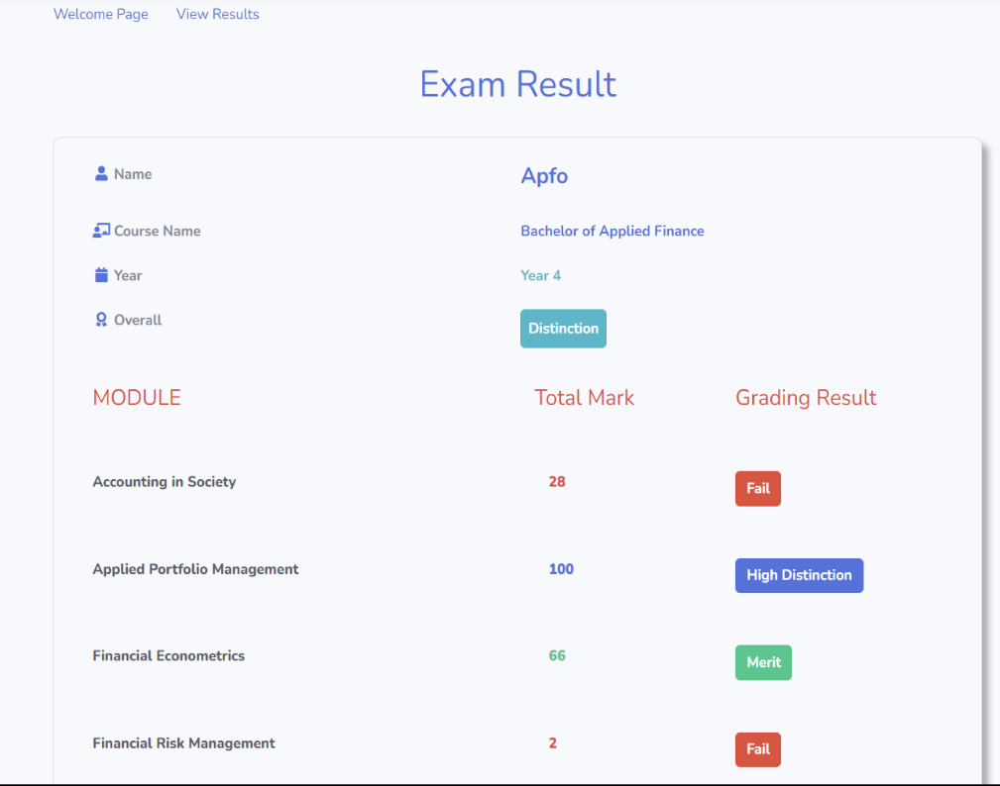 Welcome Page View Results
Exam Result
Name Apfo
Course Name Bachelor of Applied Finance
Year Year 4
Overall Distinction
MODULE Total Mark Grading Result
Accounting in Society 28 Fail
Applied Portfolio Management 100 High Distinction
Financial Econometrics 66 Merit
Financial Risk Management 2 Fail